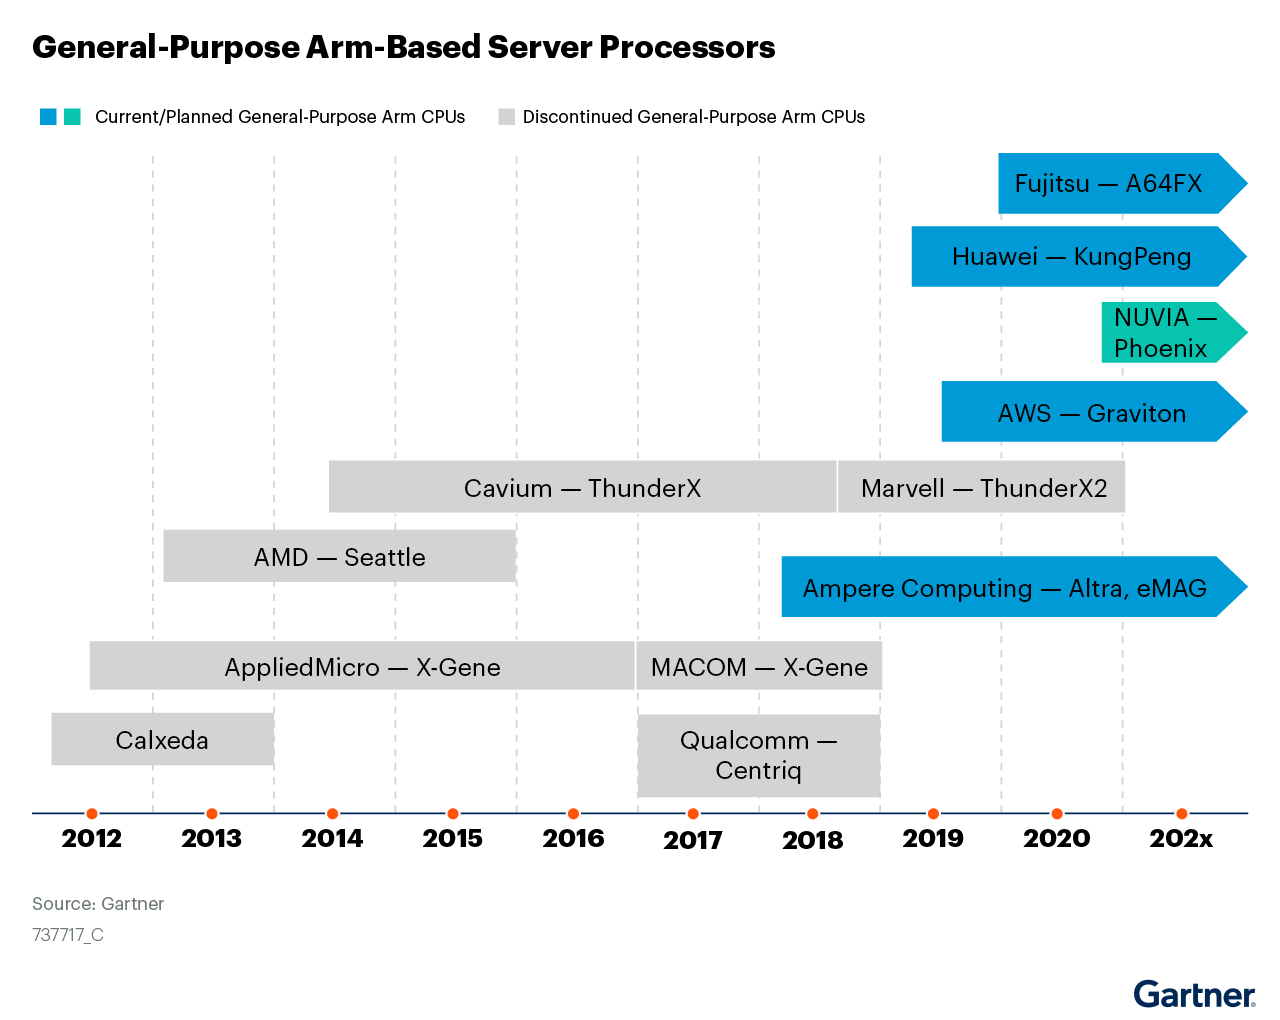 General-Purpose Arm-Based Server Processors
Current/Planned General-Purpose Arm CPUs
Discontinued General-Purpose Arm CPUs
Fujitsu — A64FX
Huawei — KungPeng
NUVIA —
Phoenix
AWS — Graviton
Cavium — ThunderX
Marvell — ThunderX2
AMD — Seattle
Ampere Computing — Altra, eMAG
AppliedMicro — X-Gene
MACOM — X-Gene
Calxeda
Qualcomm —
Centriq
2012
2013
2014
2015
2016
2017
2018
2019
2020
202x
Source: Gartner
737717_C
Gartner®